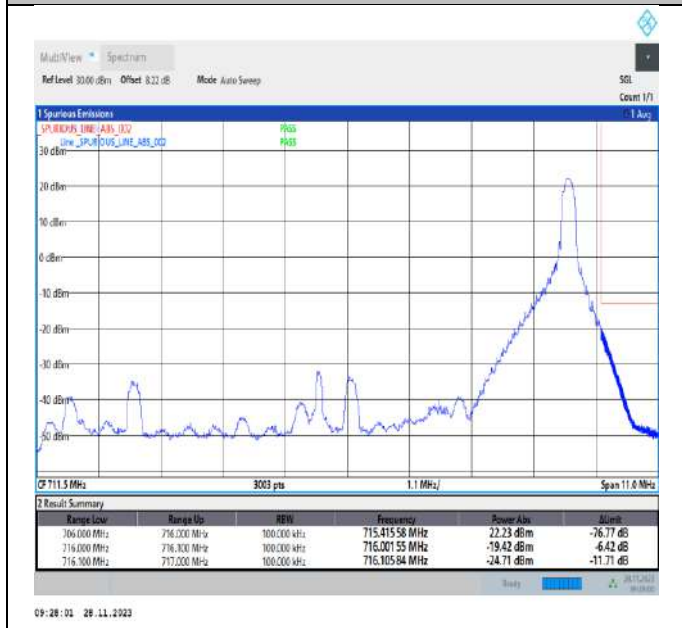 MultiView Spectrum
Ref Level 30.00 dBm Offset 8.22 dB Mode Auto Sweep SGL
Count 1/1
1 Spurious Emissions 1 Avg
_SPURIOUS_LINE_ABS_002 PASS
Line _SPURIOUS_LINE_ABS_002 PASS
30 dBm
20 dBm
10 dBm
0 dBm
-10 dBm
-20 dBm
-30 dBm
-40 dBm
-50 dBm
CF 711.5 MHz 3003 pts 1.1 MHz/ Span 11.0 MHz
2 Result Summary
Range Low Range Up RBW Frequency Power Abs ΔLimit
706.000 MHz 716.000 MHz 100.000 kHz 715.415 58 MHz 22.23 dBm -76.77 dB
716.000 MHz 716.100 MHz 100.000 kHz 716.001 55 MHz -19.42 dBm -6.42 dB
716.100 MHz 717.000 MHz 100.000 kHz 716.105 84 MHz -24.71 dBm -11.71 dB
Ready 28.11.2023
09:28:01 28.11.2023